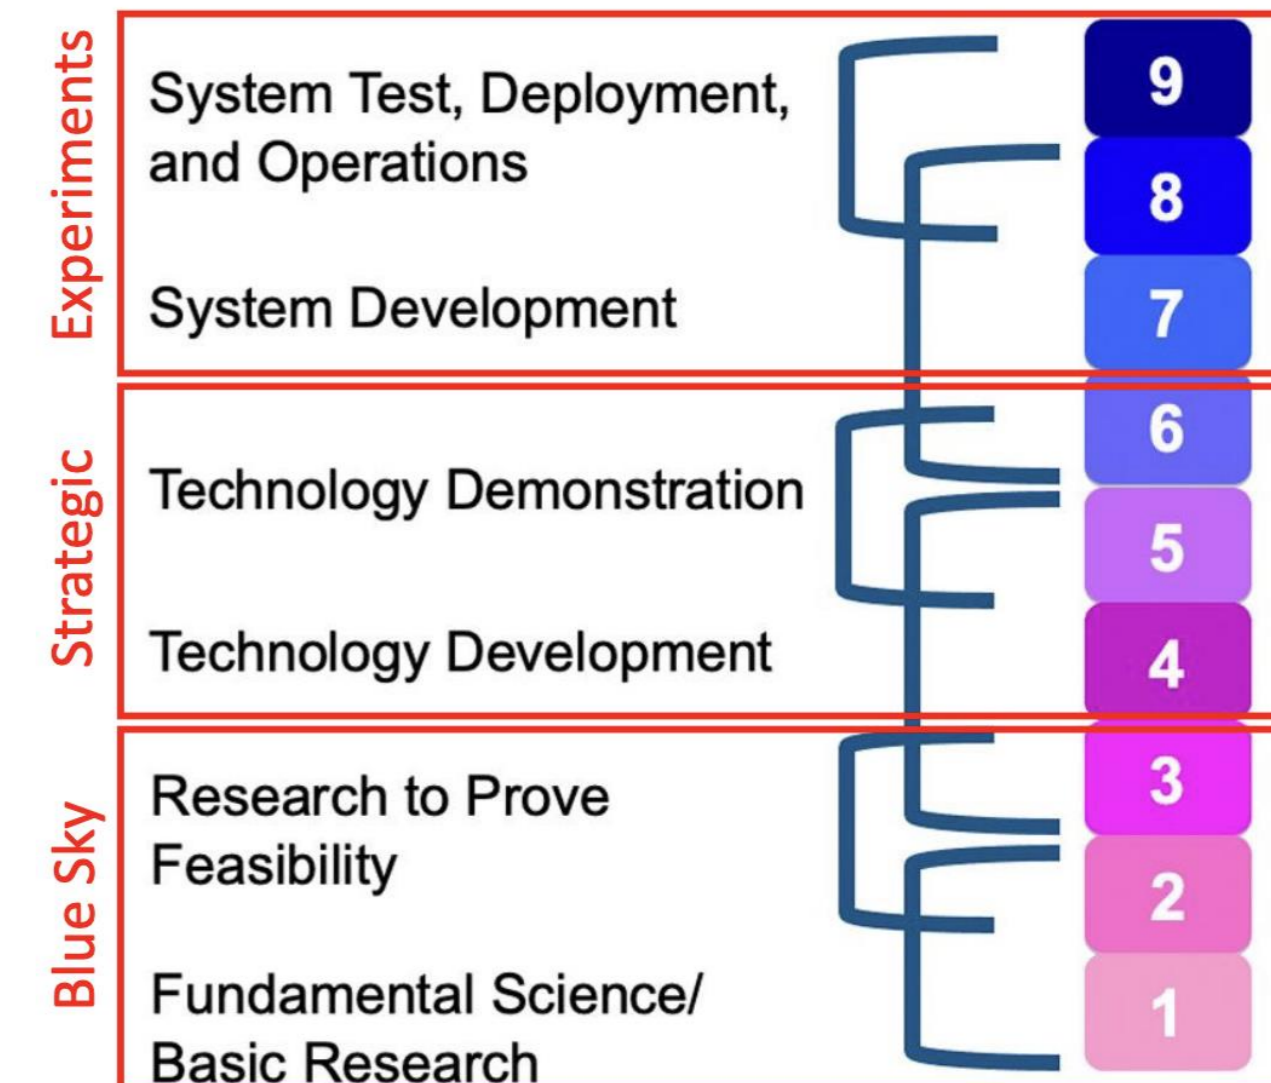 Experiments
System Test, Deployment,
and Operations
System Development
Strategic
Technology Demonstration
Technology Development
Blue Sky
Research to Prove
Feasibility
Fundamental Science/
Basic Research
9
8
7
6
5
4
3
2
1